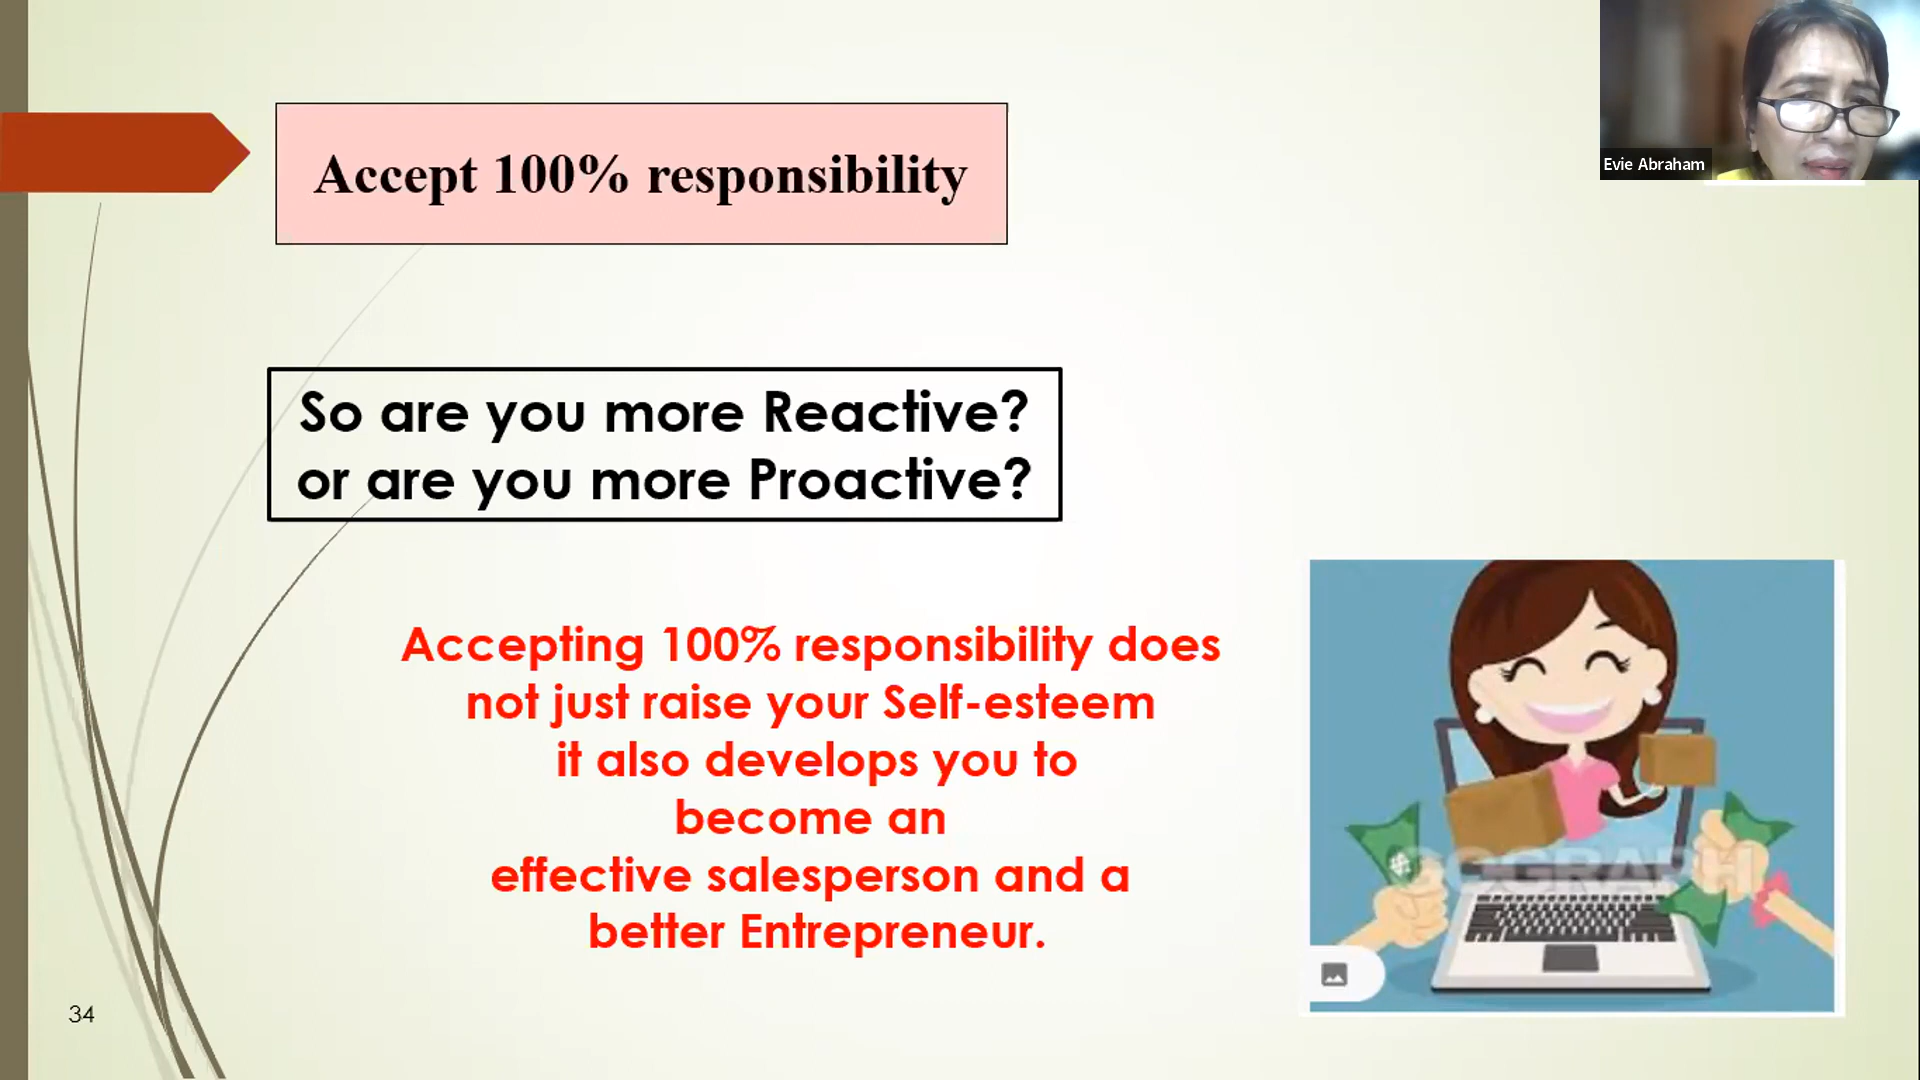 Accept 100% responsibility
Evie Abraham
So are you more Reactive?
or are you more Proactive?
Accepting 100% responsibility does
not just raise your Self-esteem
it also develops you to
become an
effective salesperson and a
better Entrepreneur.
34